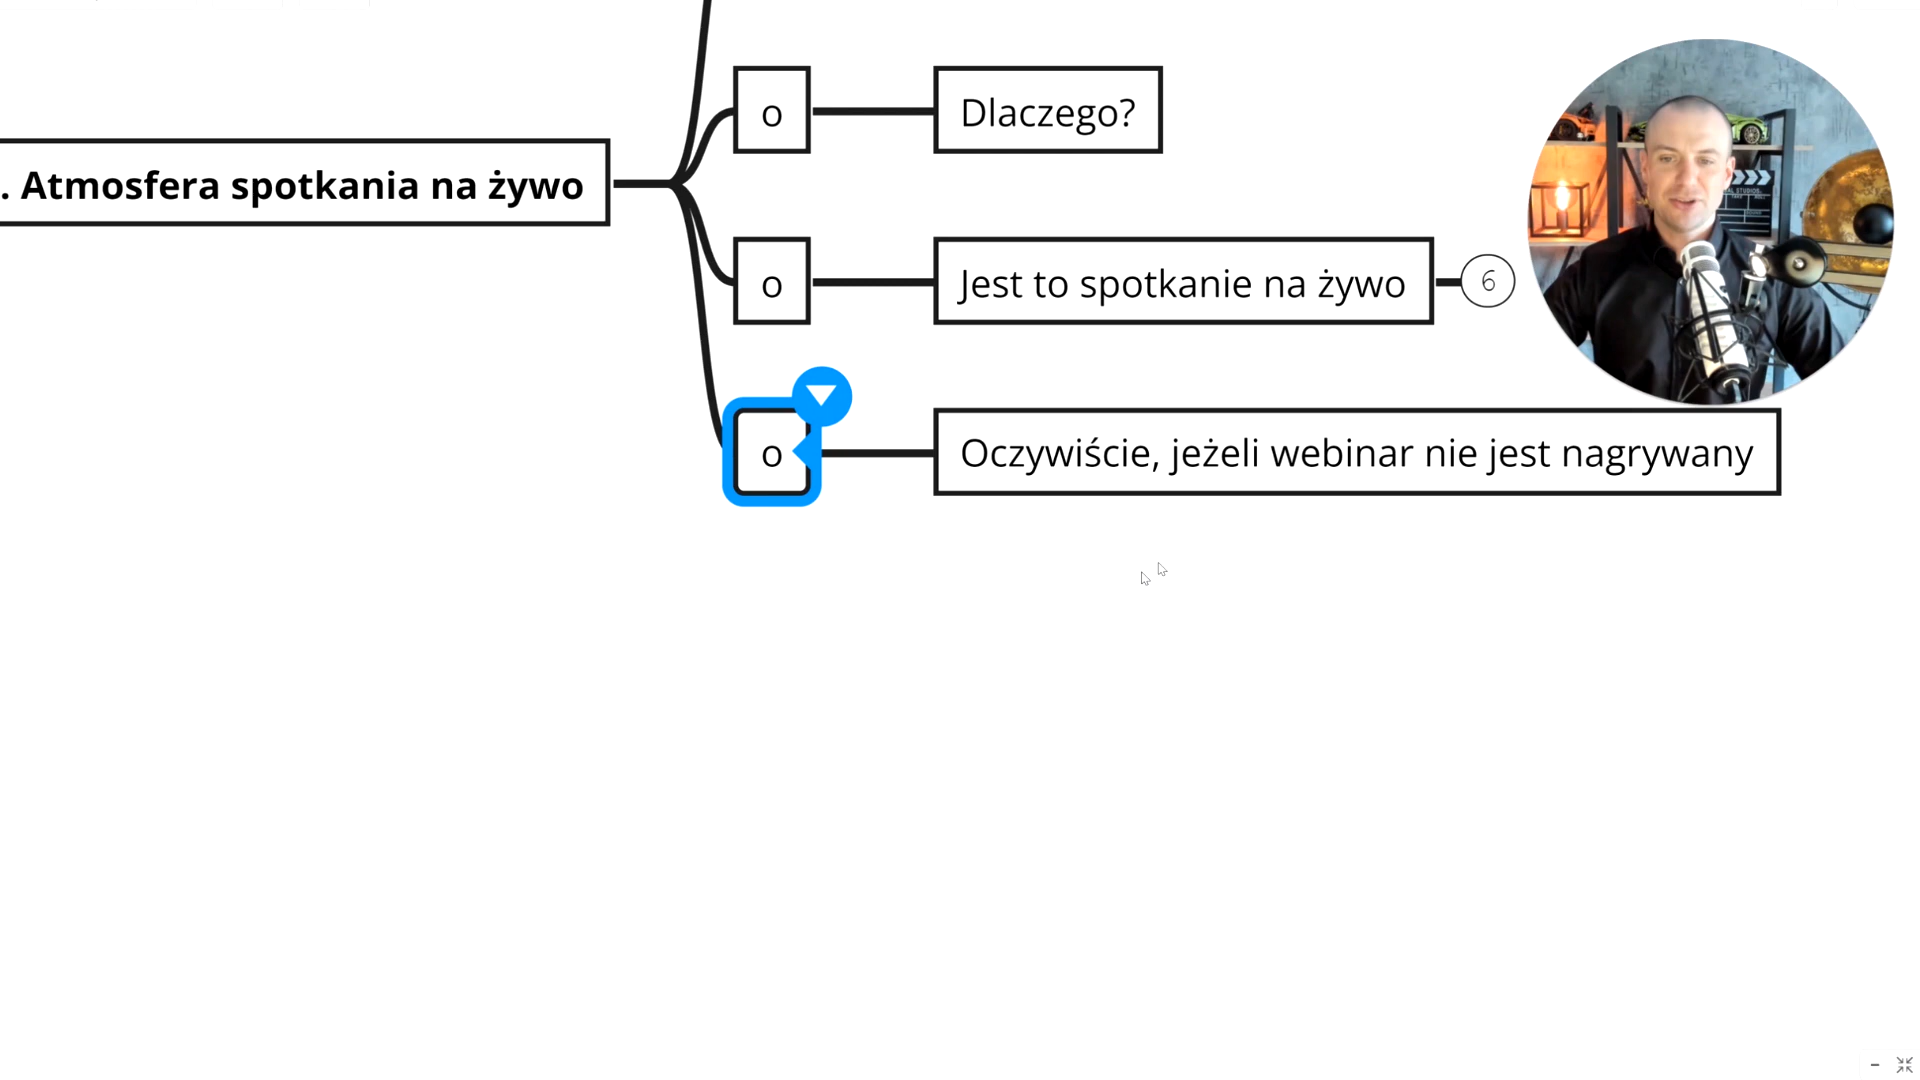 . Atmosfera spotkania na żywo
o
Dlaczego?
o
Jest to spotkanie na żywo
6
o
Oczywiście, jeżeli webinar nie jest nagrywany